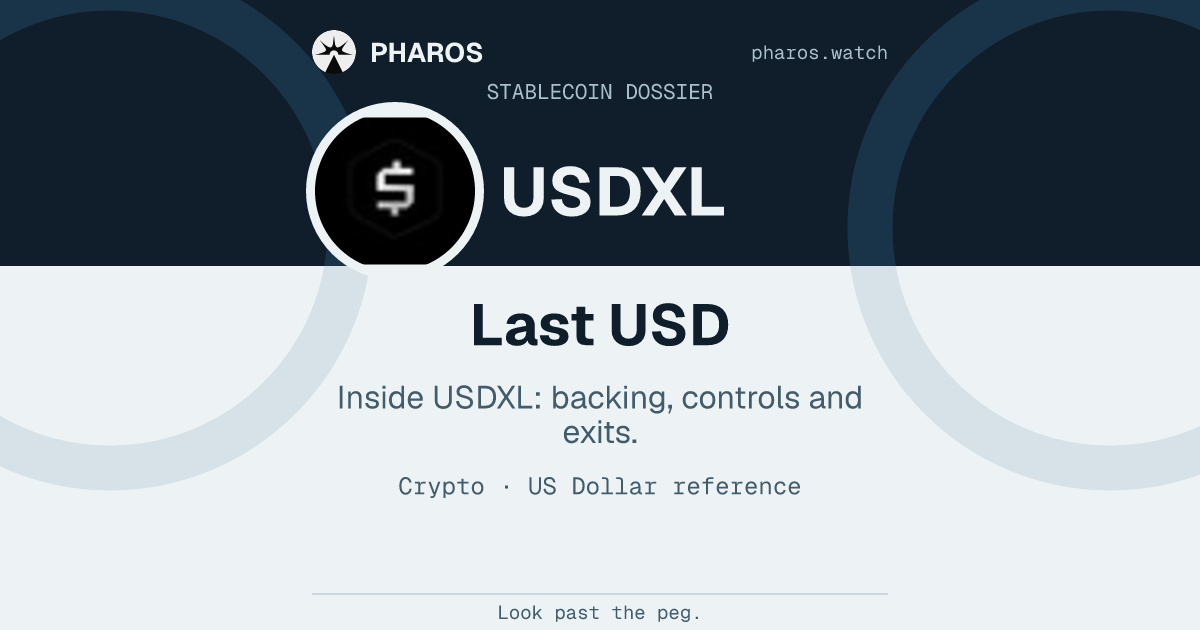 PHAROS
pharos.watch
STABLECOIN DOSSIER
$
USDXL
Last USD
Inside USDXL: backing, controls and
exits.
Crypto · US Dollar reference
Look past the peg.